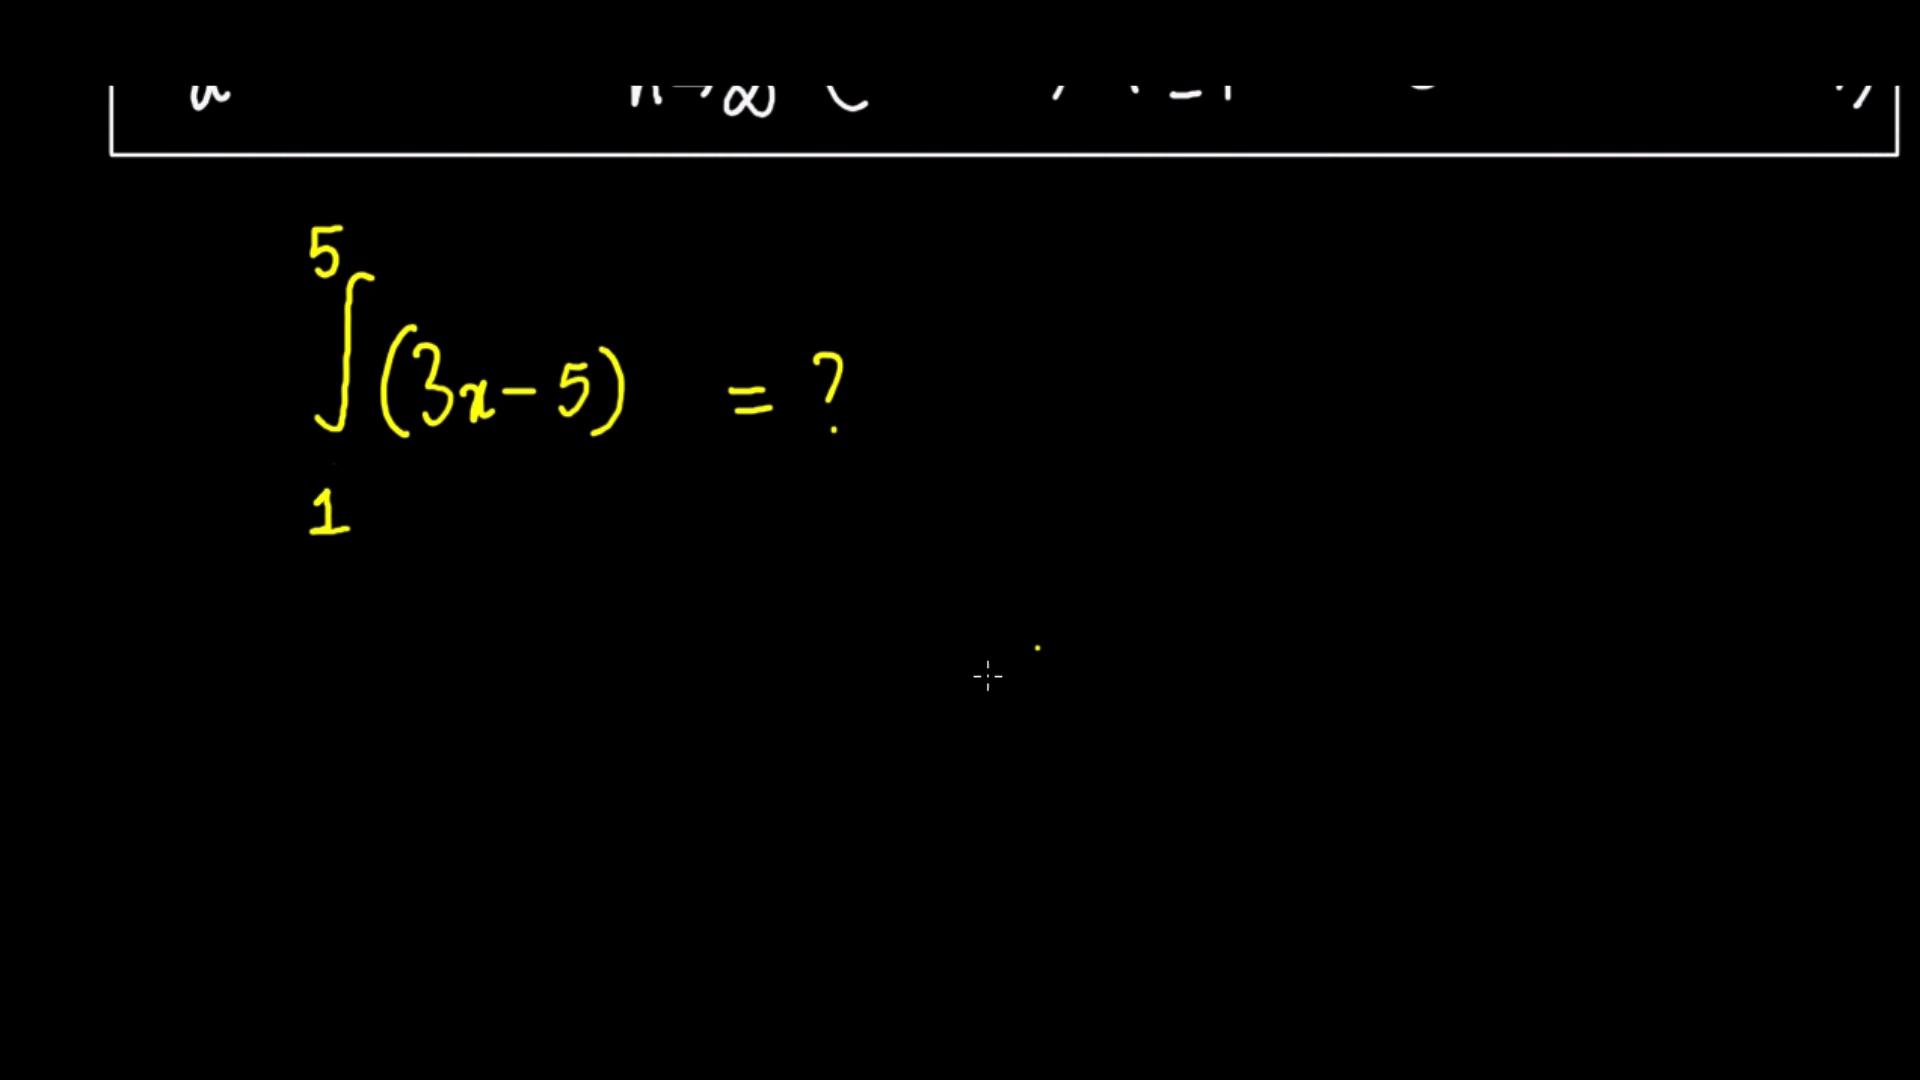 a n→∞
5
∫(3x-5) = ?
1